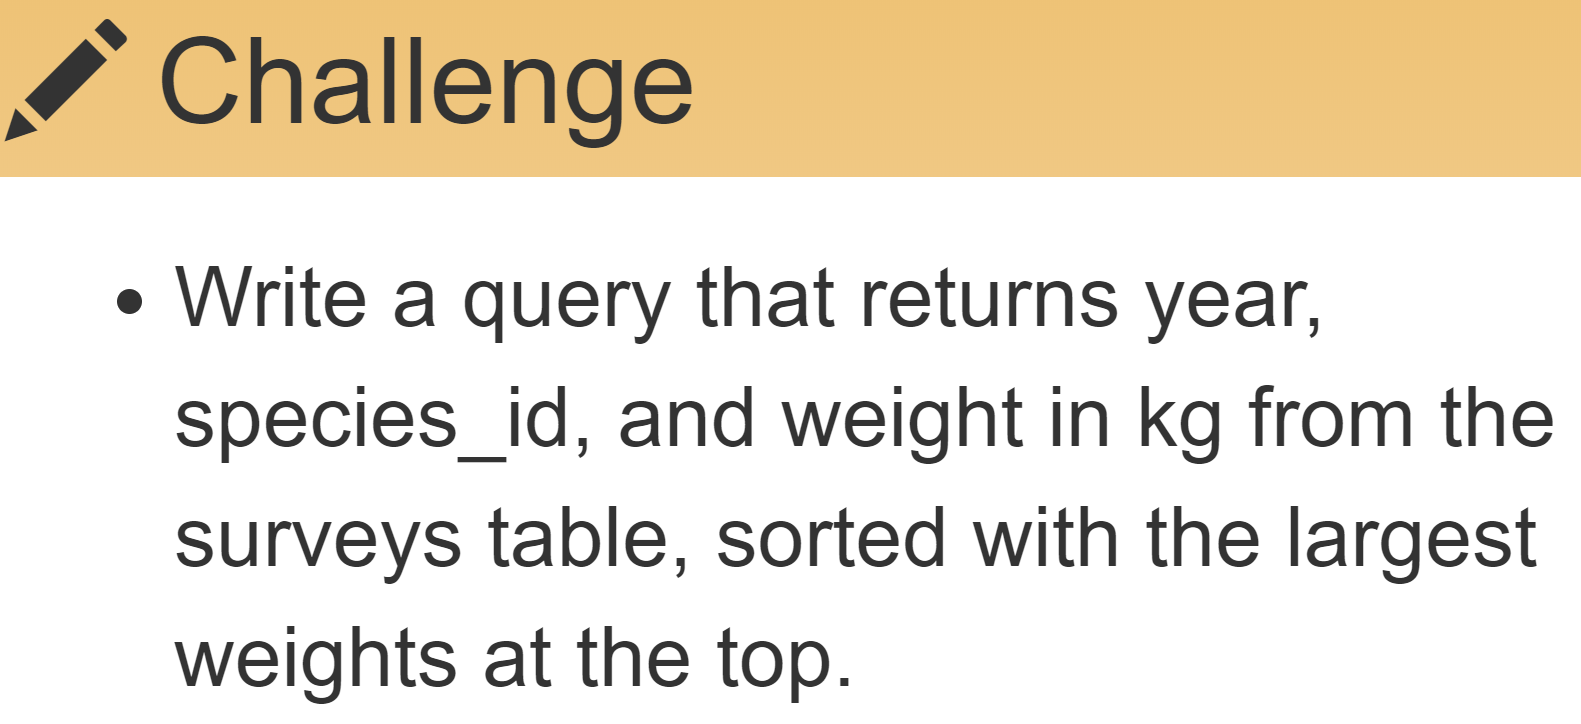 Challenge
• Write a query that returns year,
species_id, and weight in kg from the
surveys table, sorted with the largest
weights at the top.